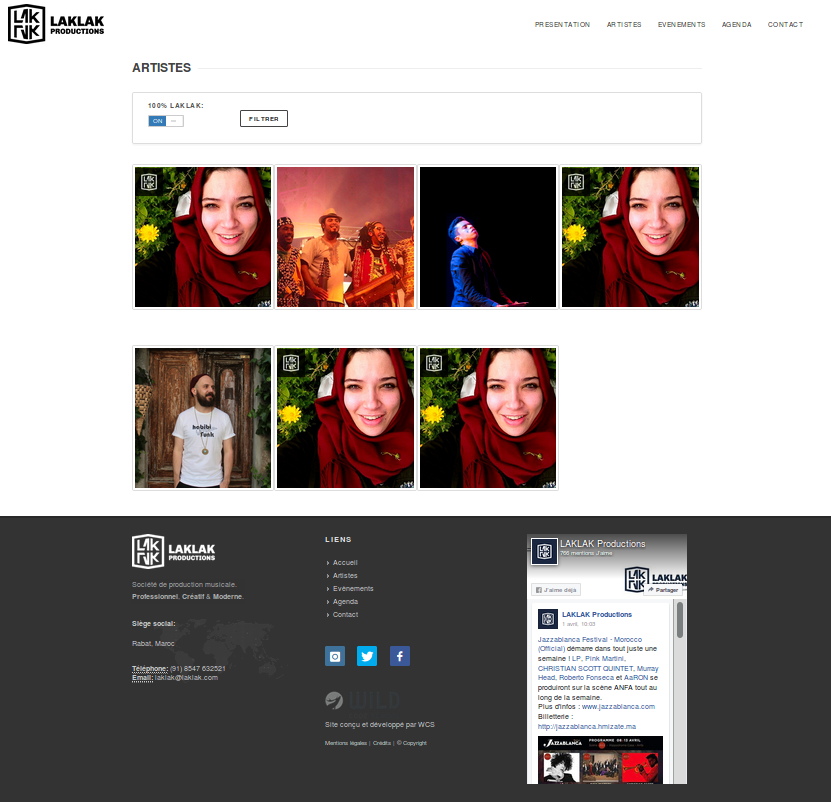 LAKLAK
PRODUCTIONS
PRESENTATION ARTISTES EVENEMENTS AGENDA CONTACT
ARTISTES
100% LAKLAK:
ON
FILTRER
habibi
funk
LAKLAK
PRODUCTIONS
Société de production musicale.
Professionnel, Créatif & Moderne.
Siège social:
Rabat, Maroc
Téléphone: (91) 8547 632521
Email: laklak@laklak.com
LIENS
Accueil
Artistes
Evènements
Agenda
Contact
WILD
Site conçu et développé par WCS
Mentions légales | Crédits | © Copyright
LAKLAK Productions
766 mentions J'aime
LAKLAK
J'aime déjà
Partager
LAKLAK Productions
1 avril, 10:03
Jazzablanca Festival - Morocco
(Official) démarre dans tout juste une
semaine ! LP, Pink Martini,
CHRISTIAN SCOTT QUINTET, Murray
Head, Roberto Fonseca et AaRON se
produiront sur la scène ANFA tout au
long de la semaine.
Plus d'infos : www.jazzablanca.com
Billetterie :
http://jazzablanca.hmizate.ma
JAZZABLANCA
PROGRAMME 08-13 AVRIL